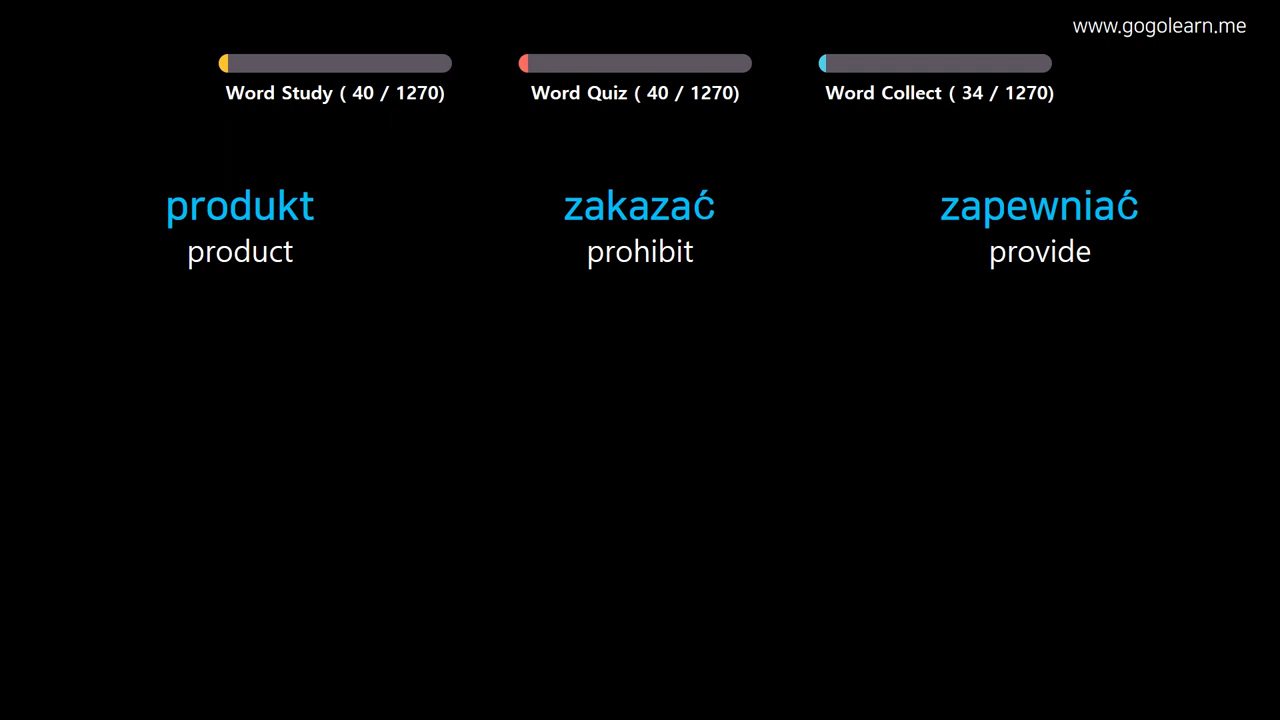 www.gogolearn.me
Word Study ( 40 / 1270) Word Quiz ( 40 / 1270) Word Collect ( 34 / 1270)
produkt zakazać zapewniać
product prohibit provide